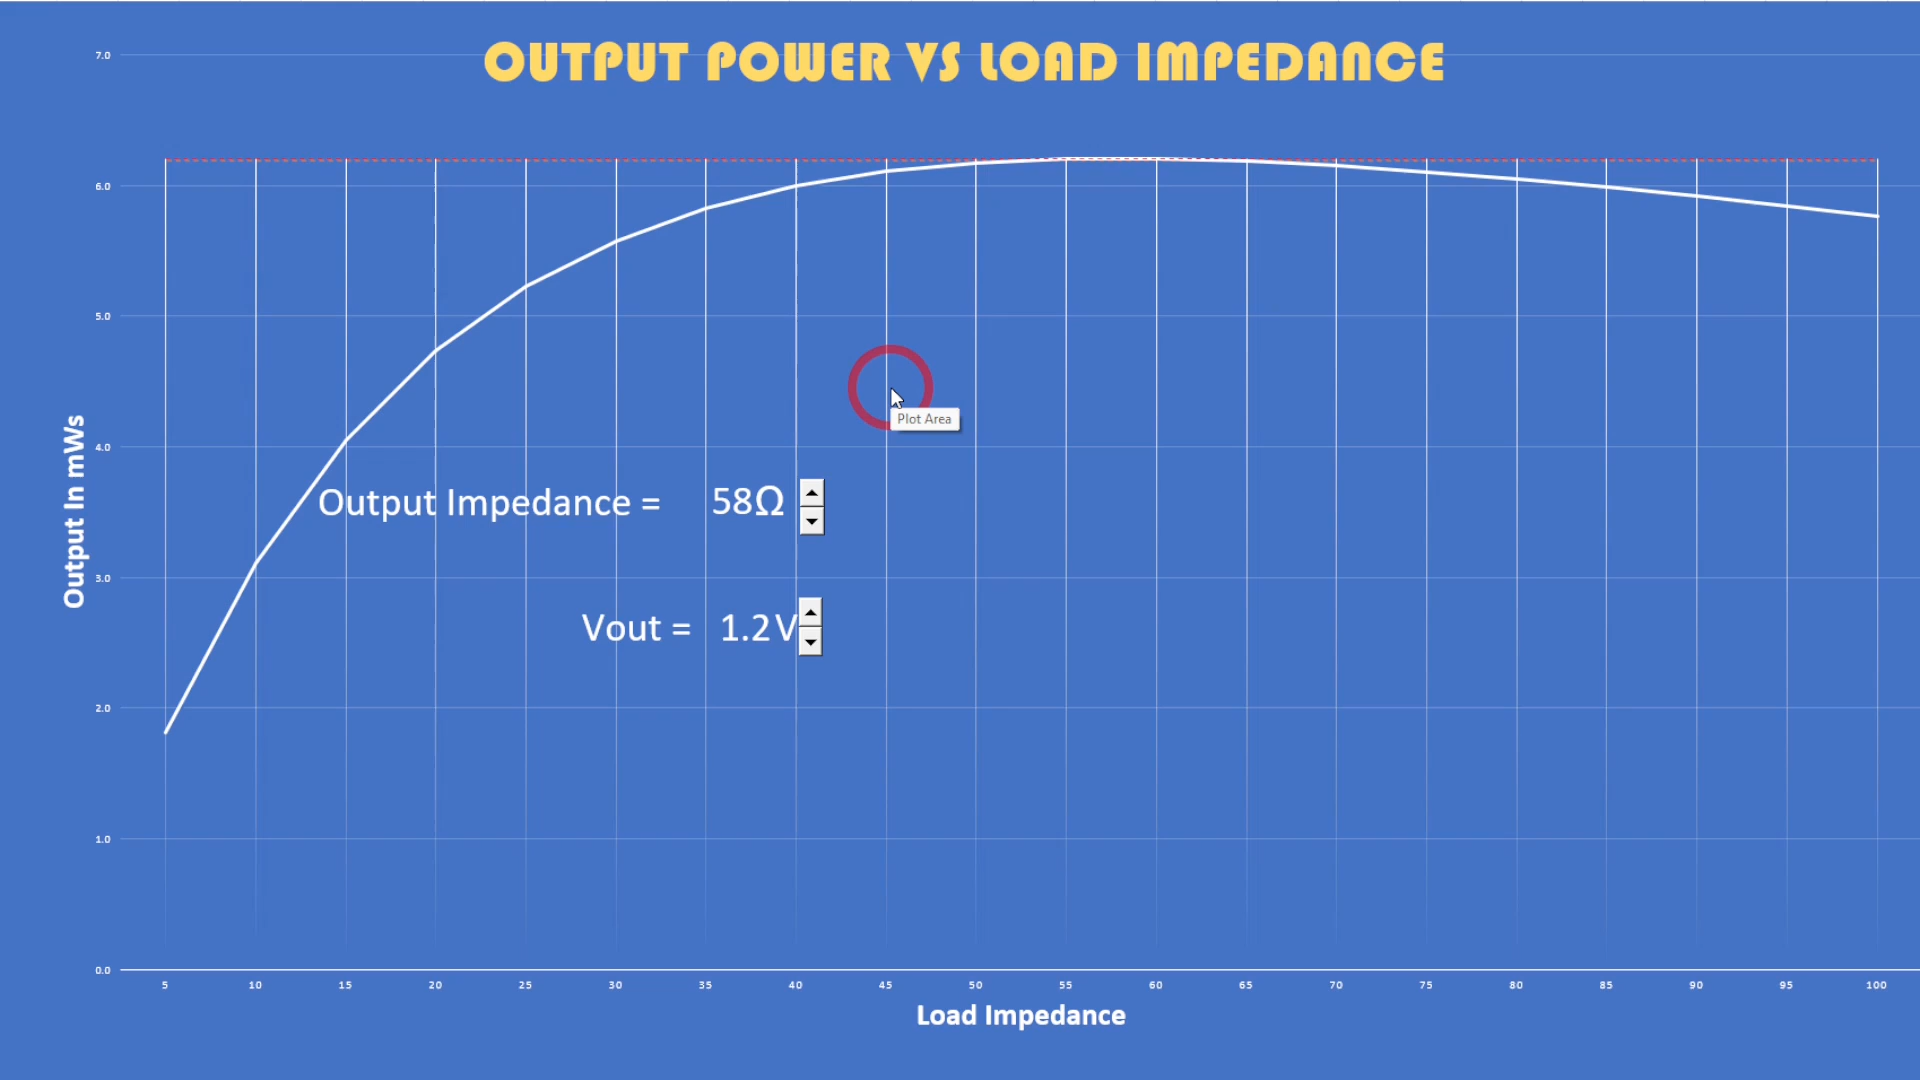 OUTPUT POWER VS LOAD IMPEDANCE
7.0
6.0
5.0
4.0
3.0
2.0
1.0
0.0
Output In mWs
Plot Area
Output Impedance = 58Ω
Vout = 1.2V
5 10 15 20 25 30 35 40 45 50 55 60 65 70 75 80 85 90 95 100
Load Impedance